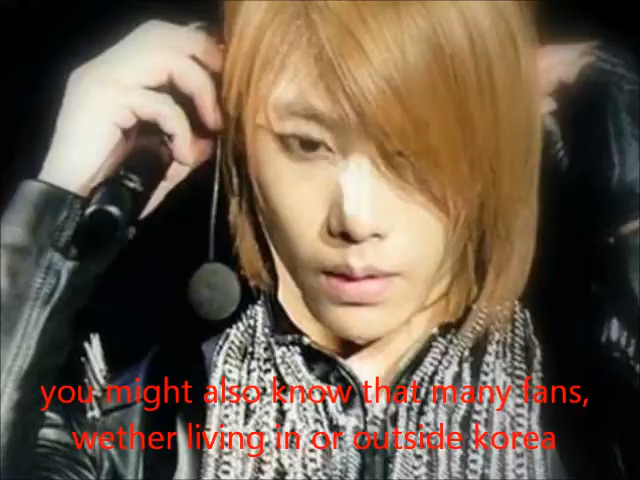 you might also know that many fans,
wether living in or outside korea